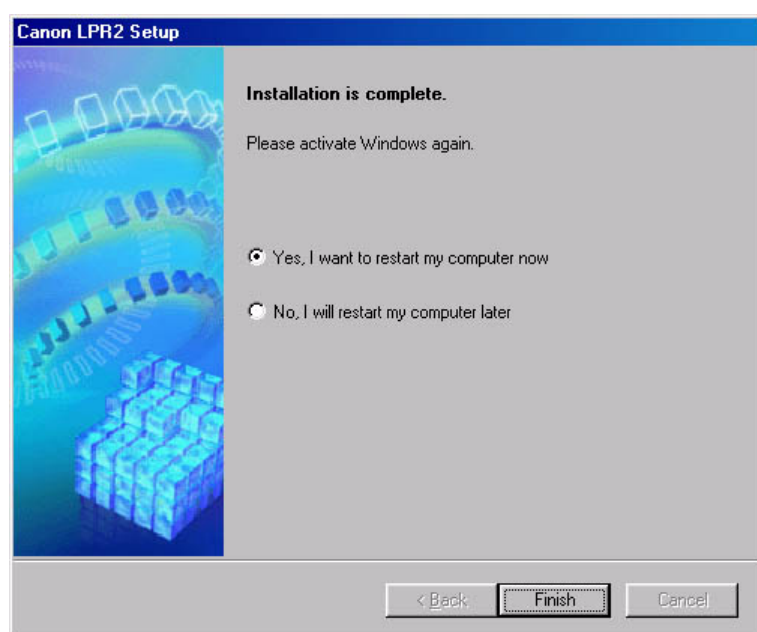 Canon LPR2 Setup
Installation is complete.
Please activate Windows again.
Yes, I want to restart my computer now
No, I will restart my computer later
< Back Finish Cancel